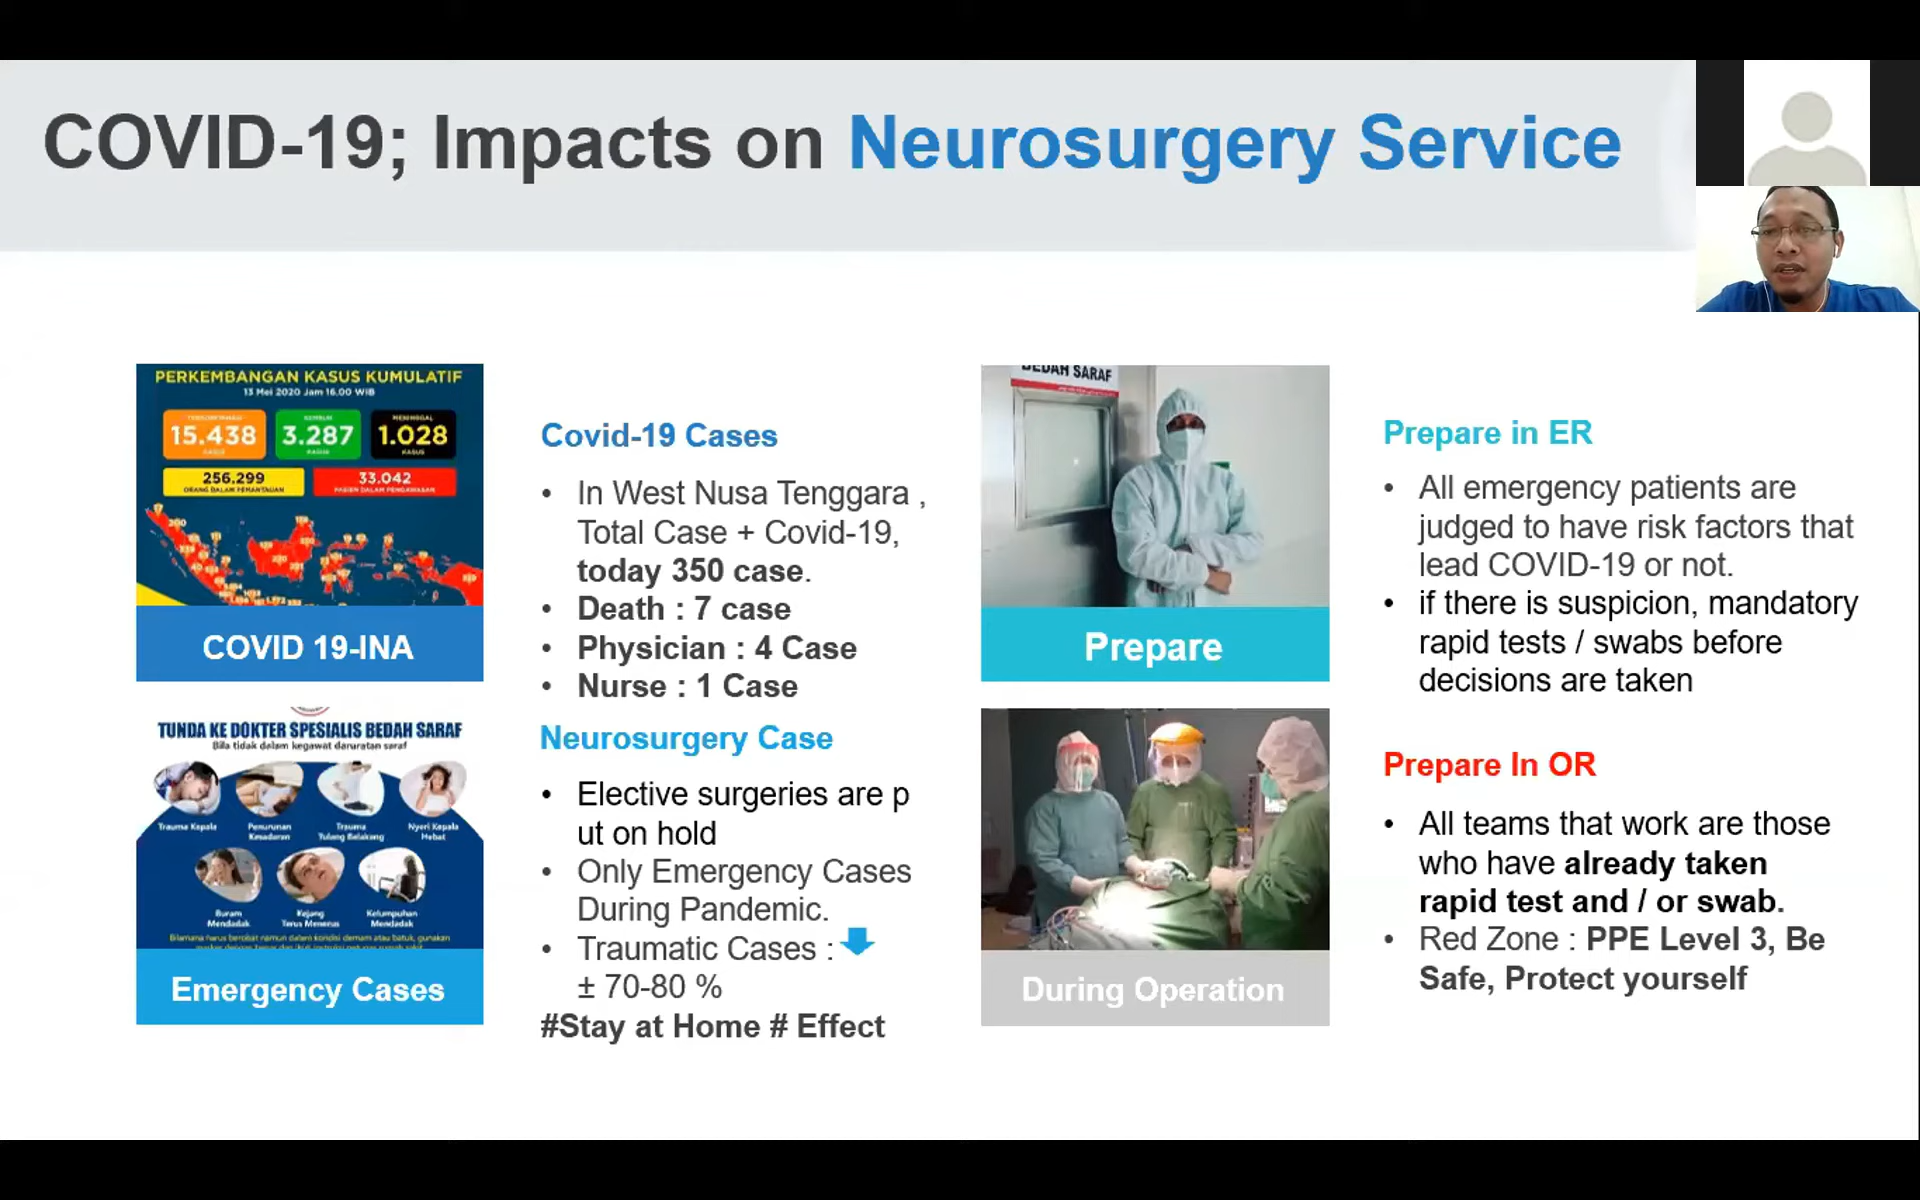 COVID-19; Impacts on Neurosurgery Service
PERKEMBANGAN KASUS KUMULATIF
13 Mei 2020 Jam 16.00 WIB
15.438
3.287
1.028
256.299
ORANG DALAM PEMANTAUAN
33.042
PASIEN DALAM PENGAWASAN
COVID 19-INA
Covid-19 Cases
• In West Nusa Tenggara ,
Total Case + Covid-19,
today 350 case.
• Death : 7 case
• Physician : 4 Case
• Nurse : 1 Case
TUNDA KE DOKTER SPESIALIS BEDAH SARAF
Bila tidak dalam kegawat daruratan saraf
Trauma Kepala
Penurunan
Kesadaran
Trauma
Tulang Belakang
Nyeri Kepala
Hebat
Buram
Mendadak
Kejang
Terus Menerus
Kelumpuhan
Mendadak
Emergency Cases
Neurosurgery Case
• Elective surgeries are p
ut on hold
• Only Emergency Cases
During Pandemic.
• Traumatic Cases :
± 70-80 %
#Stay at Home # Effect
BEDAH SARAF
Prepare
Prepare in ER
• All emergency patients are
judged to have risk factors that
lead COVID-19 or not.
• if there is suspicion, mandatory
rapid tests / swabs before
decisions are taken
During Operation
Prepare In OR
• All teams that work are those
who have already taken
rapid test and / or swab.
• Red Zone : PPE Level 3, Be
Safe, Protect yourself